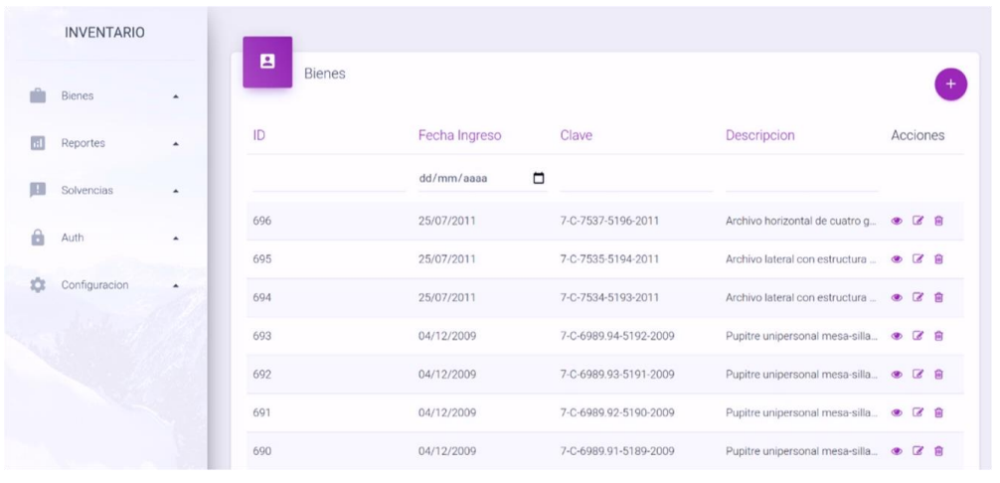 INVENTARIO
Bienes
Reportes
Solvencias
Auth
Configuracion
Bienes
+
ID Fecha Ingreso Clave Descripcion Acciones
dd/mm/aaaa
696 25/07/2011 7-C-7537-5196-2011 Archivo horizontal de cuatro g...
695 25/07/2011 7-C-7535-5194-2011 Archivo lateral con estructura ...
694 25/07/2011 7-C-7534-5193-2011 Archivo lateral con estructura ...
693 04/12/2009 7-C-6989.94-5192-2009 Pupitre unipersonal mesa-silla...
692 04/12/2009 7-C-6989.93-5191-2009 Pupitre unipersonal mesa-silla...
691 04/12/2009 7-C-6989.92-5190-2009 Pupitre unipersonal mesa-silla...
690 04/12/2009 7-C-6989.91-5189-2009 Pupitre unipersonal mesa-silla...